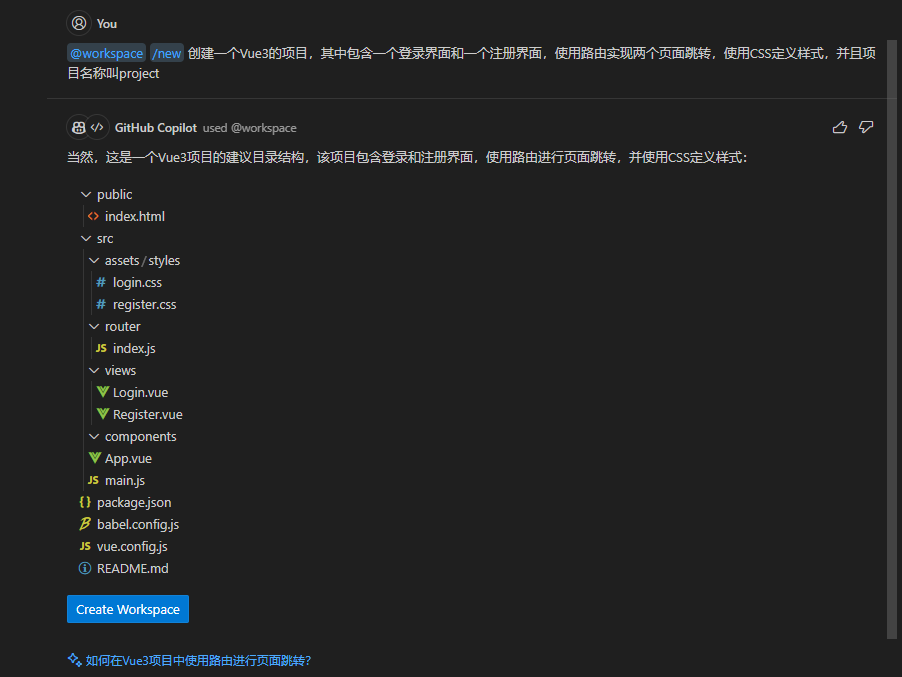 You
@workspace /new 创建一个Vue3的项目，其中包含一个登录界面和一个注册界面，使用路由实现两个页面跳转，使用CSS定义样式，并且项
目名称叫project
GitHub Copilot used @workspace
当然，这是一个Vue3项目的建议目录结构，该项目包含登录和注册界面，使用路由进行页面跳转，并使用CSS定义样式：
public
<> index.html
src
assets/styles
# login.css
# register.css
router
JS index.js
views
Login.vue
Register.vue
components
App.vue
JS main.js
{} package.json
babel.config.js
JS vue.config.js
README.md
Create Workspace
如何在Vue3项目中使用路由进行页面跳转?